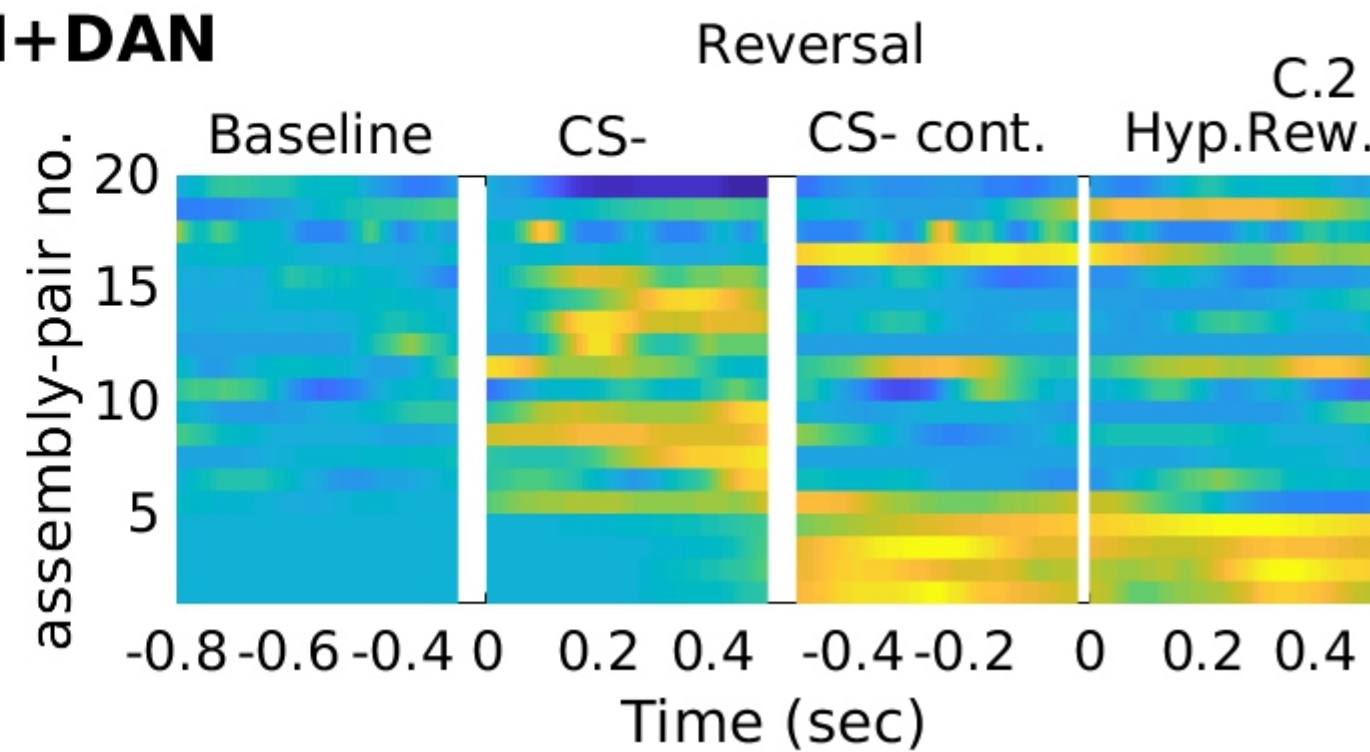 +DAN
Reversal
C.2
Baseline CS- CS- cont. Hyp.Rew.
assembly-pair no.
20
15
10
5
-0.8 -0.6 -0.4 0 0.2 0.4 -0.4 -0.2 0 0.2 0.4
Time (sec)